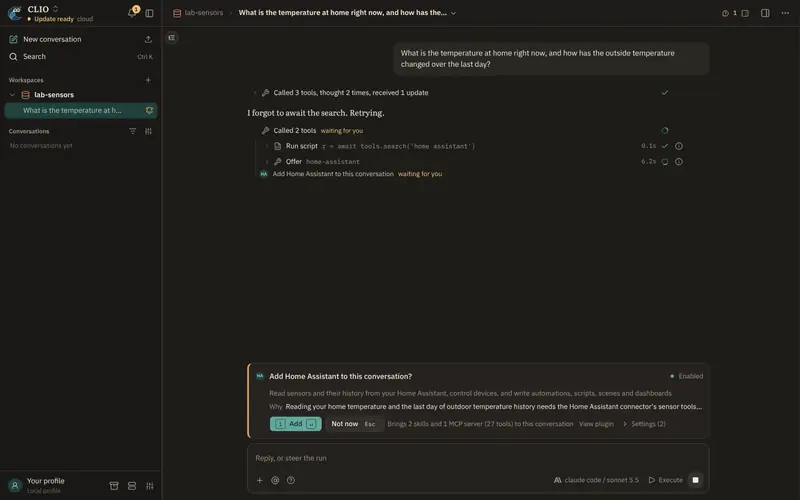 CLIO
Update ready cloud
1
New conversation
Search Ctrl K
Workspaces
lab-sensors
What is the temperature at h...
Conversations
No conversations yet
Your profile
Local profile
lab-sensors › What is the temperature at home right now, and how has the...
1
What is the temperature at home right now, and how has the outside temperature
changed over the last day?
Called 3 tools, thought 2 times, received 1 update
I forgot to await the search. Retrying.
Called 2 tools waiting for you
Run script r = await tools.search('home assistant') 0.1s
Offer home-assistant 6.2s
HA Add Home Assistant to this conversation waiting for you
HA Add Home Assistant to this conversation? Enabled
Read sensors and their history from your Home Assistant, control devices, and write automations, scripts, scenes and dashboards
Why Reading your home temperature and the last day of outdoor temperature history needs the Home Assistant connector's sensor tools...
1 Add Not now Esc Brings 2 skills and 1 MCP server (27 tools) to this conversation View plugin Settings (2)
Reply, or steer the run
claude code / sonnet 5.5 Execute